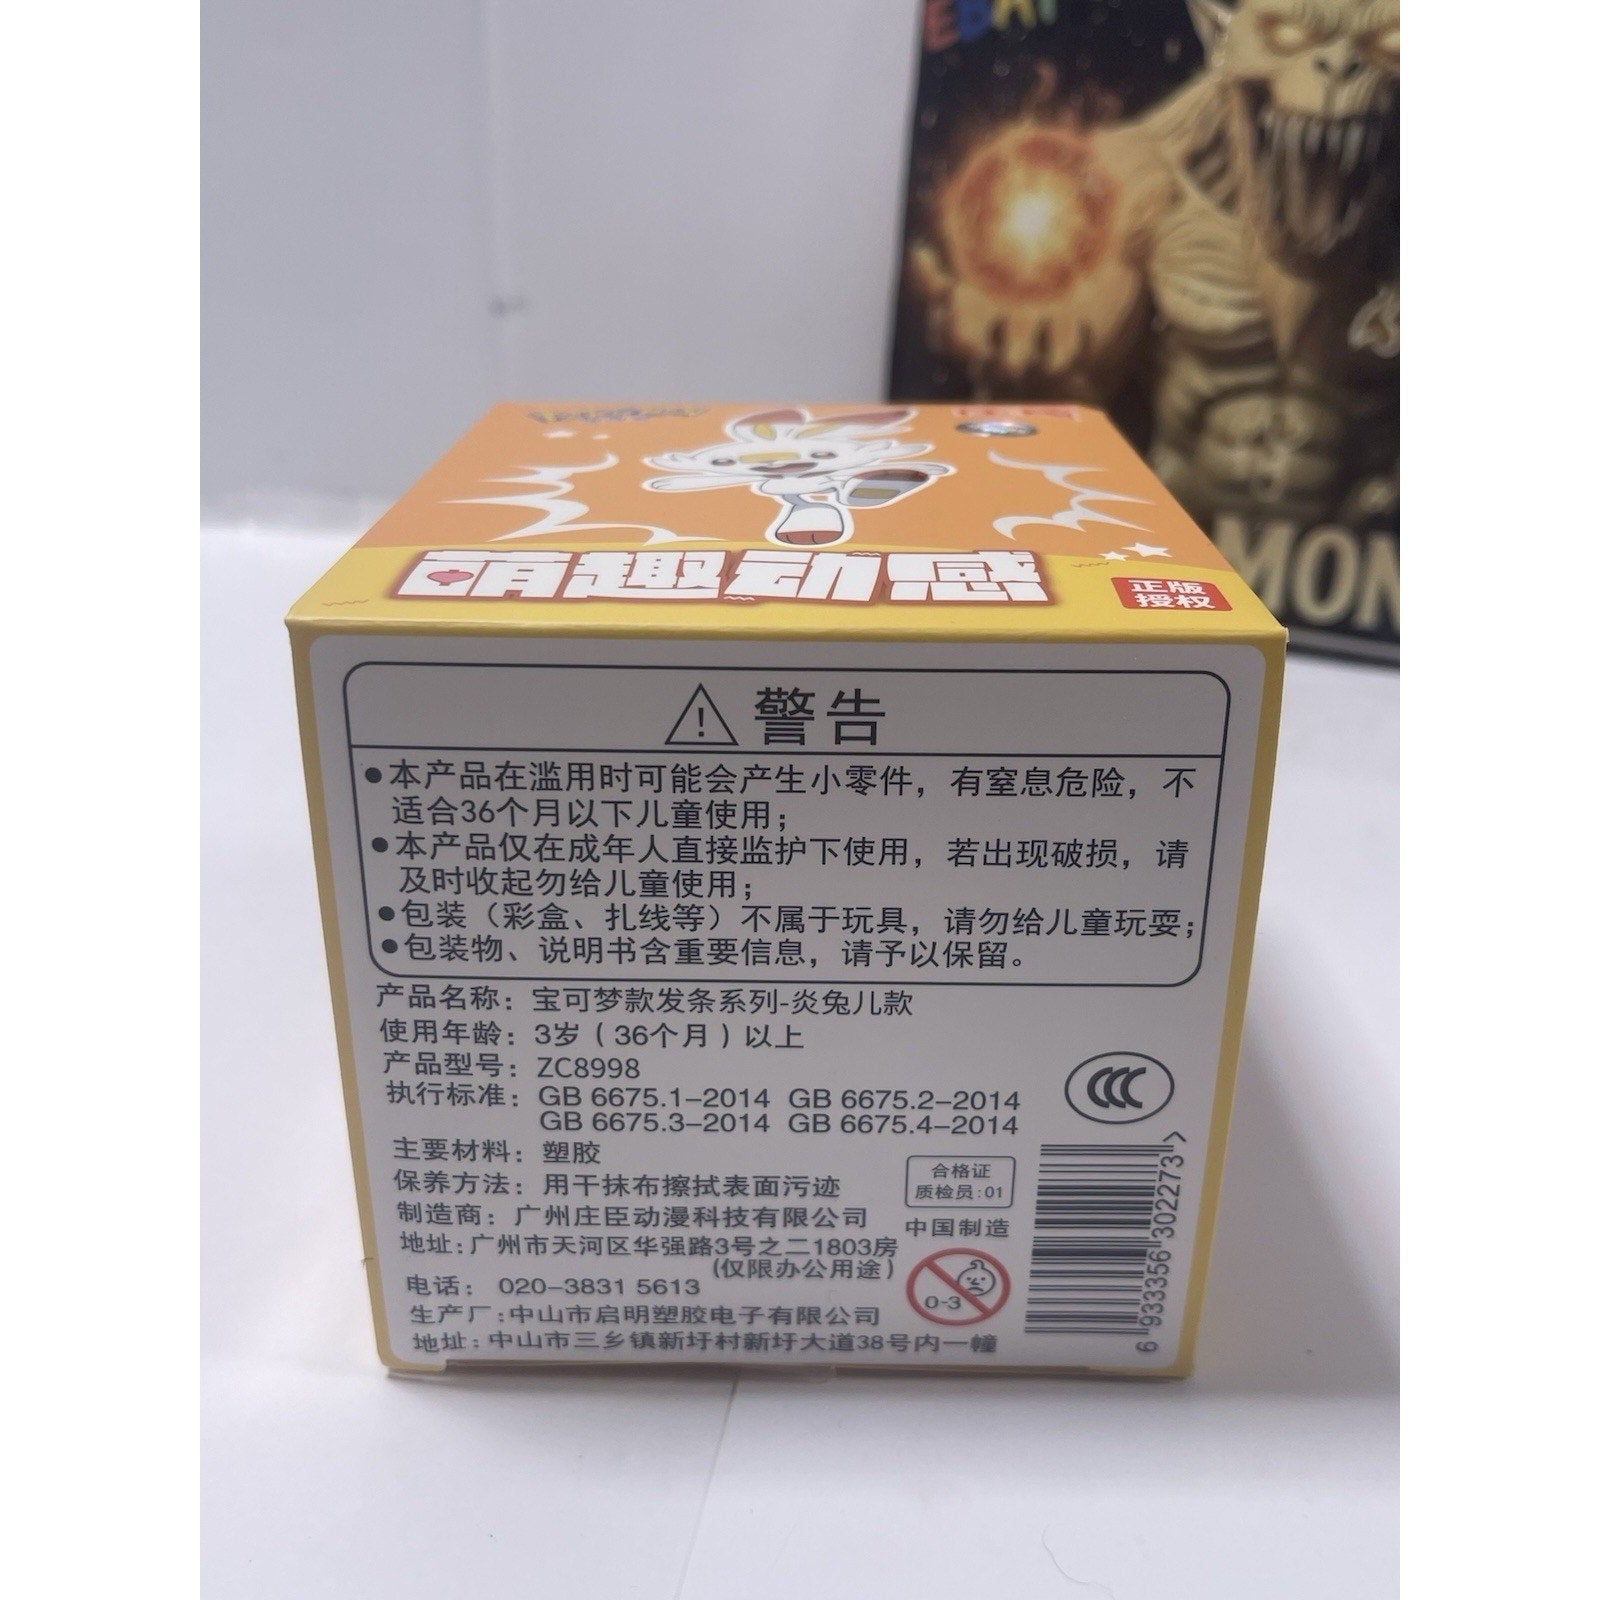 EBAY
MON
萌趣动感
正版
授权
警告
●本产品在滥用时可能会产生小零件，有窒息危险，不
适合36个月以下儿童使用；
●本产品仅在成年人直接监护下使用，若出现破损，请
及时收起勿给儿童使用；
●包装（彩盒、扎线等）不属于玩具，请勿给儿童玩耍；
●包装物、说明书含重要信息，请予以保留。
产品名称：宝可梦款发条系列-炎兔儿款
使用年龄：3岁（36个月）以上
产品型号：ZC8998
执行标准：GB 6675.1-2014 GB 6675.2-2014
GB 6675.3-2014 GB 6675.4-2014
CCC
主要材料：塑胶
保养方法：用干抹布擦拭表面污迹
制造商：广州庄臣动漫科技有限公司
地址：广州市天河区华强路3号之二1803房
(仅限办公用途)
电话： 020-3831 5613
生产厂：中山市启明塑胶电子有限公司
地址：中山市三乡镇新圩村新圩大道38号内一幢
合格证
质检员：01
中国制造
0-3
6 933356 302273 >